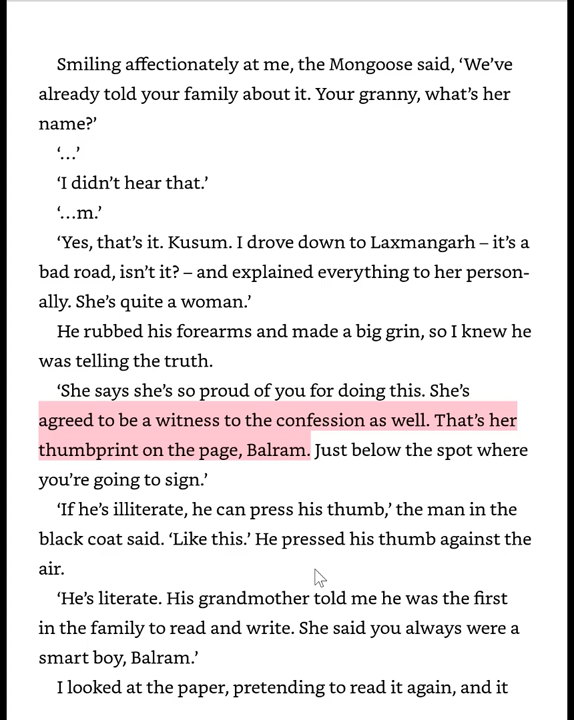 Smiling affectionately at me, the Mongoose said, ‘We’ve
already told your family about it. Your granny, what’s her
name?’
‘…’
‘I didn’t hear that.’
‘…m.’
‘Yes, that’s it. Kusum. I drove down to Laxmangarh – it’s a
bad road, isn’t it? – and explained everything to her person-
ally. She’s quite a woman.’
He rubbed his forearms and made a big grin, so I knew he
was telling the truth.
‘She says she’s so proud of you for doing this. She’s
agreed to be a witness to the confession as well. That’s her
thumbprint on the page, Balram. Just below the spot where
you’re going to sign.’
‘If he’s illiterate, he can press his thumb,’ the man in the
black coat said. ‘Like this.’ He pressed his thumb against the
air.
‘He’s literate. His grandmother told me he was the first
in the family to read and write. She said you always were a
smart boy, Balram.’
I looked at the paper, pretending to read it again, and it